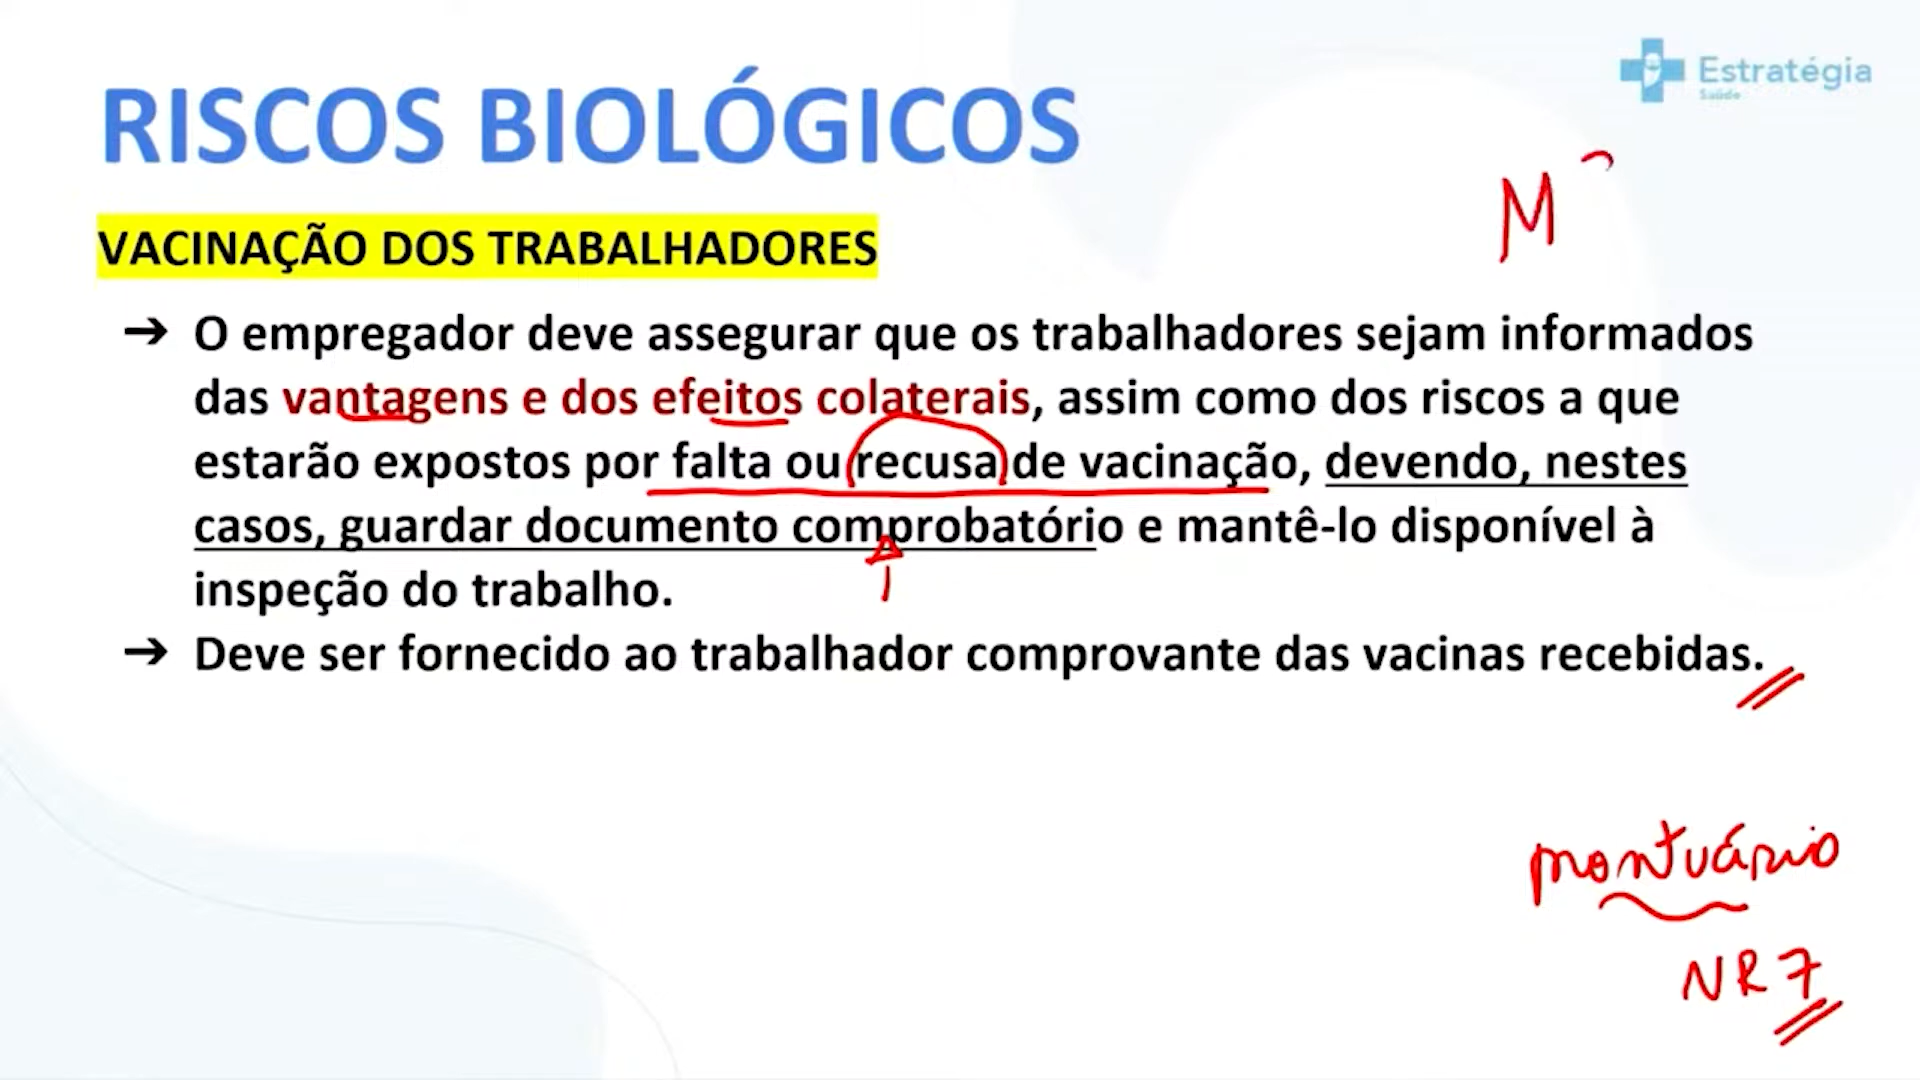 Estratégia
Saúde
RISCOS BIOLÓGICOS
M
VACINAÇÃO DOS TRABALHADORES
➔ O empregador deve assegurar que os trabalhadores sejam informados
das vantagens e dos efeitos colaterais, assim como dos riscos a que
estarão expostos por falta ou recusa de vacinação, devendo, nestes
casos, guardar documento comprobatório e mantê-lo disponível à
inspeção do trabalho.
➔ Deve ser fornecido ao trabalhador comprovante das vacinas recebidas.
prontuário
NR7